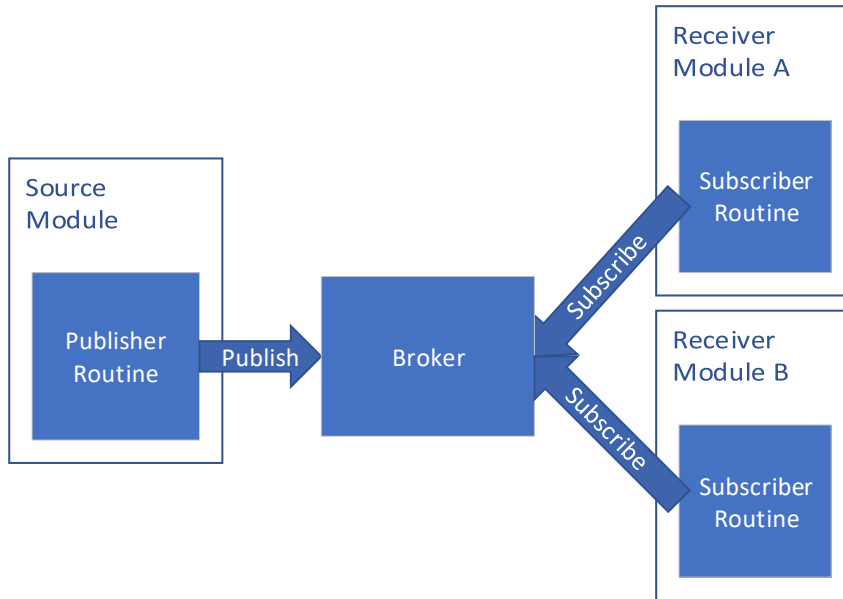 Source
Module
Publisher
Routine
Publish
Broker
Subscribe
Subscribe
Receiver
Module A
Subscriber
Routine
Receiver
Module B
Subscriber
Routine